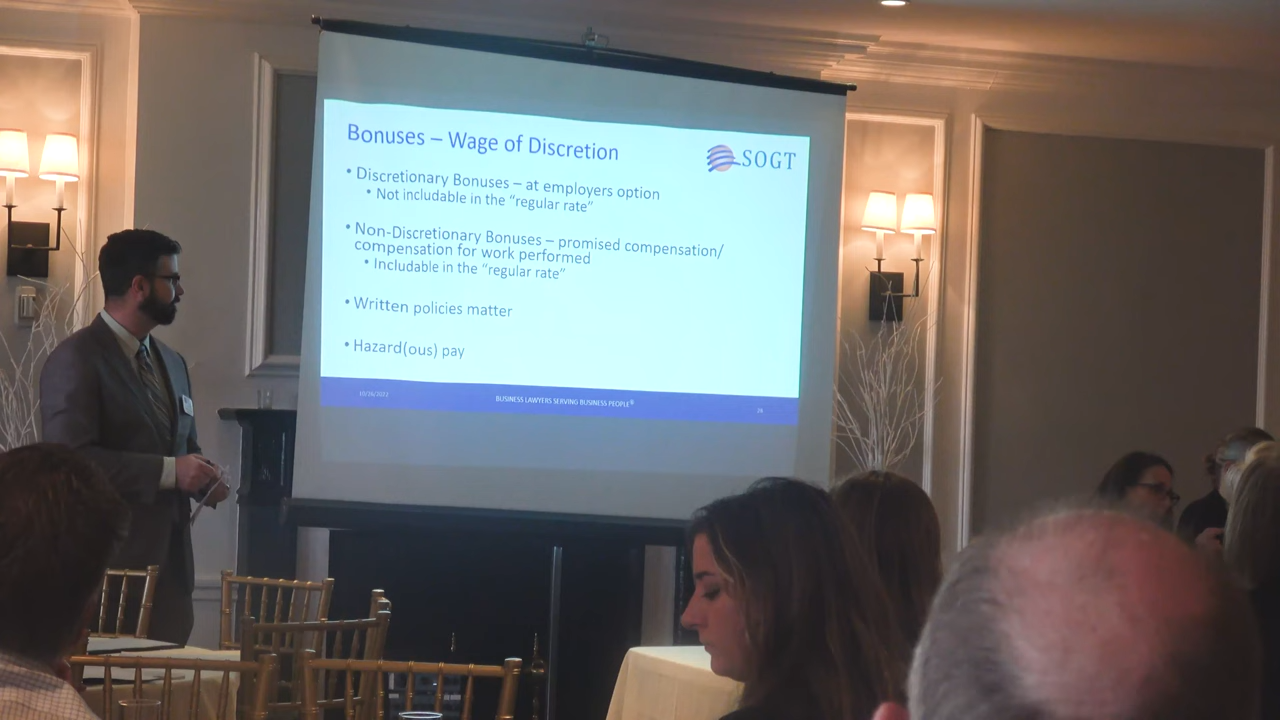 Bonuses – Wage of Discretion
SOGT
• Discretionary Bonuses – at employers option
• Not includable in the “regular rate”
• Non-Discretionary Bonuses – promised compensation/
compensation for work performed
• Includable in the “regular rate”
• Written policies matter
• Hazard(ous) pay
BUSINESS LAWYERS SERVING BUSINESS PEOPLE®